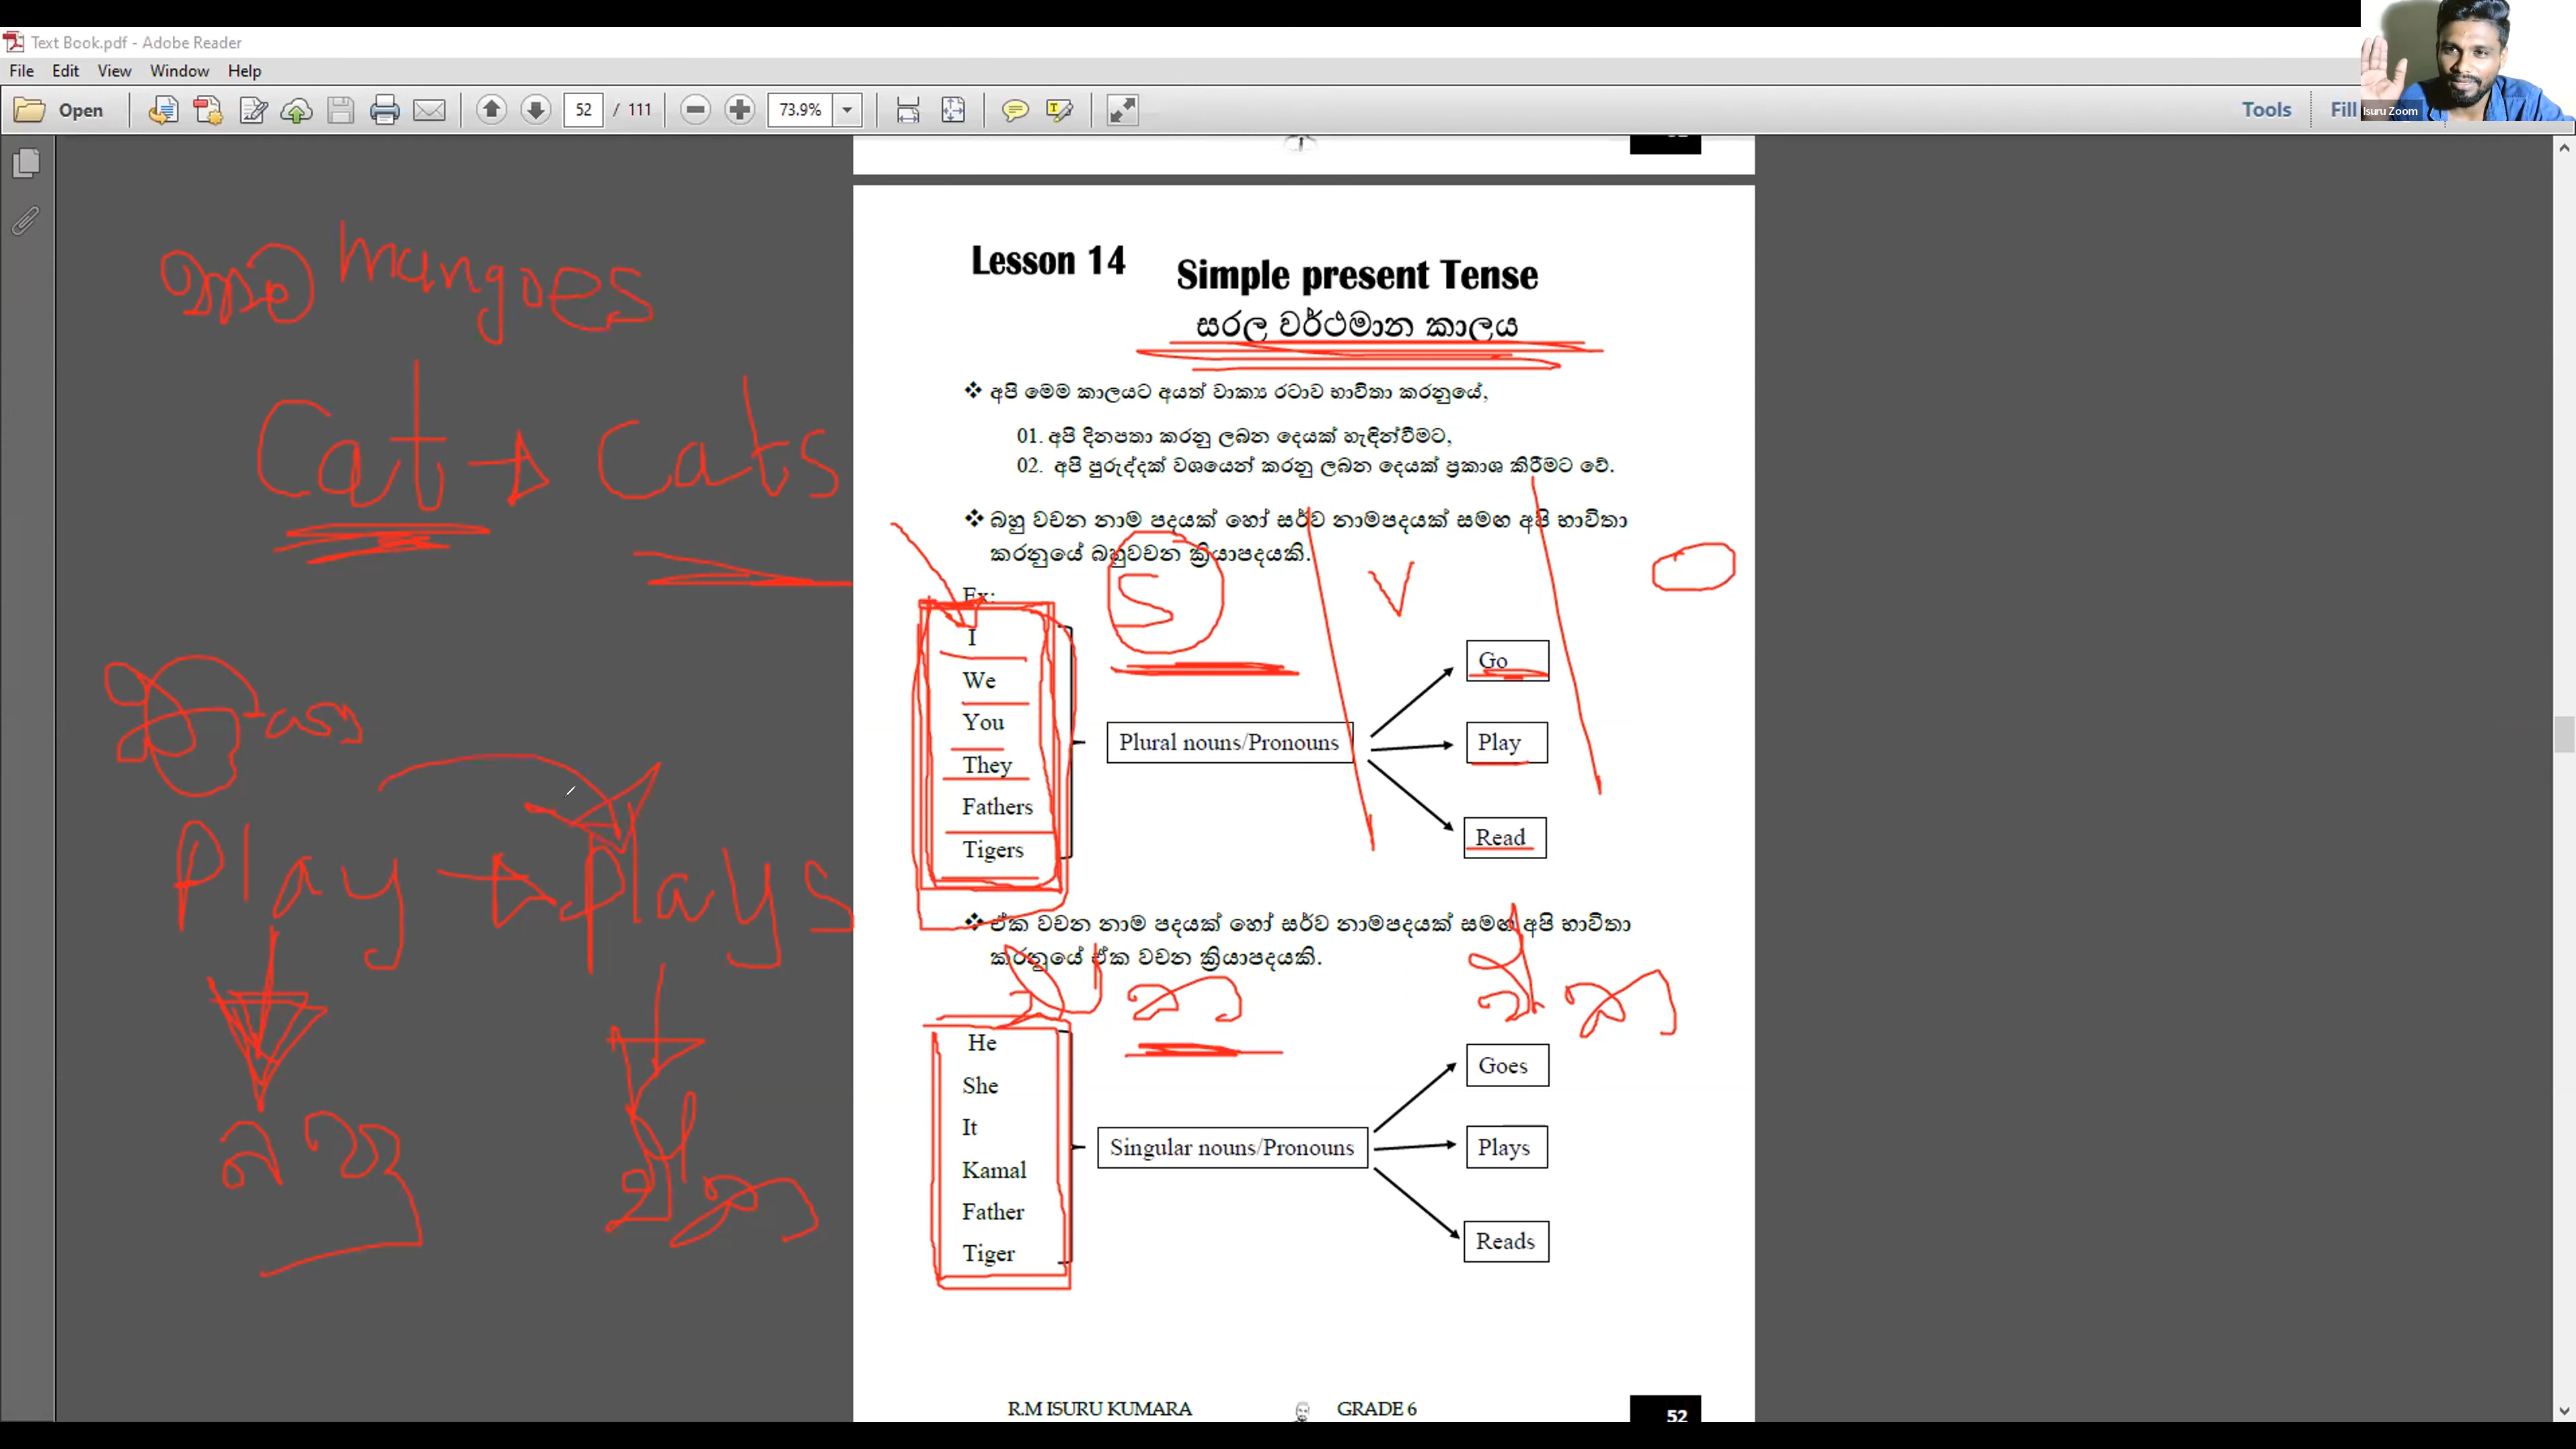 Text Book.pdf - Adobe Reader
File Edit View Window Help
Open 52 / 111 73.9% Tools Fill
Isuru Zoom
Lesson 14
Simple present Tense
සරල වර්ථමාන කාලය
❖ අපි මෙම කාලයට අයත් වාක්‍ය රටාව භාවිතා කරනුයේ,
01. අපි දිනපතා කරනු ලබන දෙයක් හැඳින්වීමට,
02. අපි පුරුද්දක් වශයෙන් කරනු ලබන දෙයක් ප්‍රකාශ කිරීමට වේ.
❖ බහු වචන නාම පදයක් හෝ සර්ව නාමපදයක් සමඟ අපි භාවිතා
කරනුයේ බහුවචන ක්‍රියාපදයකි.
Ex:
S V
I
We
You
They
Fathers
Tigers
Plural nouns/Pronouns
Go
Play
Read
❖ ඒක වචන නාම පදයක් හෝ සර්ව නාමපදයක් සමඟ අපි භාවිතා
කරනුයේ ඒක වචන ක්‍රියාපදයකි.
He
She
It
Kamal
Father
Tiger
Singular nouns/Pronouns
Goes
Plays
Reads
R.M ISURU KUMARA GRADE 6 52
mangoes
Cat → Cats
Play → Plays